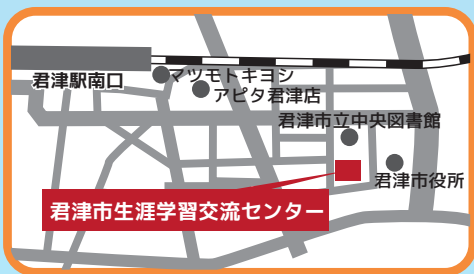 君津駅南口
マツモトキヨシ
アピタ君津店
君津市立中央図書館
君津市役所
君津市生涯学習交流センター